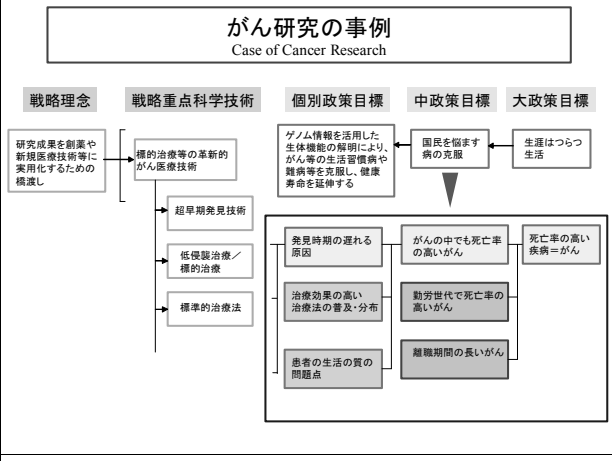 がん研究の事例
Case of Cancer Research
戦略理念
戦略重点科学技術
個別政策目標
中政策目標
大政策目標
研究成果を創薬や
新規医療技術等に
実用化するための
橋渡し
標的治療等の革新的
がん医療技術
超早期発見技術
低侵襲治療／
標的治療
標準的治療法
ゲノム情報を活用した
生体機能の解明により、
がん等の生活習慣病や
難病等を克服し、健康
寿命を延伸する
国民を悩ます
病の克服
生涯はつらつ
生活
発見時期の遅れる
原因
がんの中でも死亡率
の高いがん
死亡率の高い
疾病＝がん
治療効果の高い
治療法の普及・分布
勤労世代で死亡率の
高いがん
患者の生活の質の
問題点
離職期間の長いがん